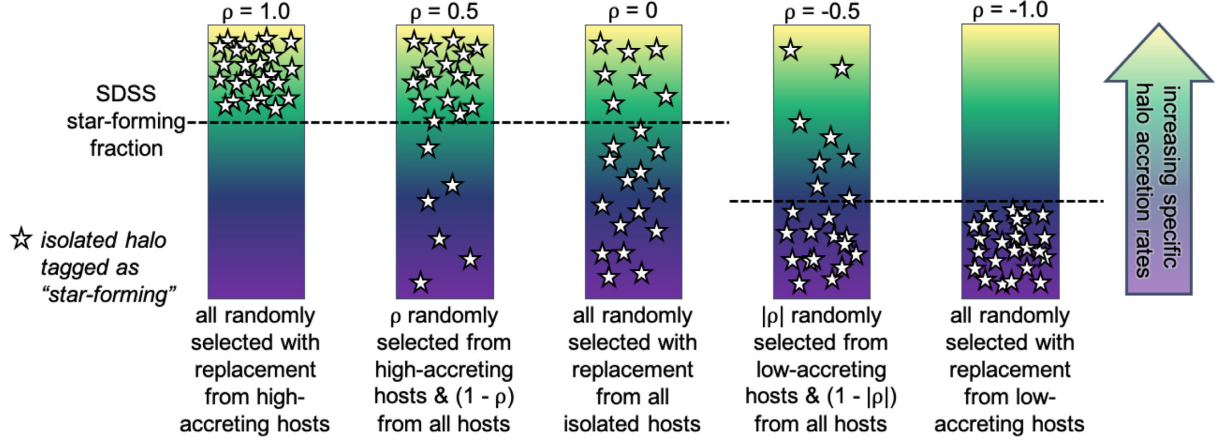 ρ = 1.0
ρ = 0.5
ρ = 0
ρ = -0.5
ρ = -1.0
SDSS
star-forming
fraction
isolated halo
tagged as
“star-forming”
all randomly
selected with
replacement
from high-
accreting hosts
ρ randomly
selected from
high-accreting
hosts & (1 - ρ)
from all hosts
all randomly
selected with
replacement
from all
isolated hosts
|ρ| randomly
selected from
low-accreting
hosts & (1 - |ρ|)
from all hosts
all randomly
selected with
replacement
from low-
accreting hosts
increasing specific
halo accretion rates